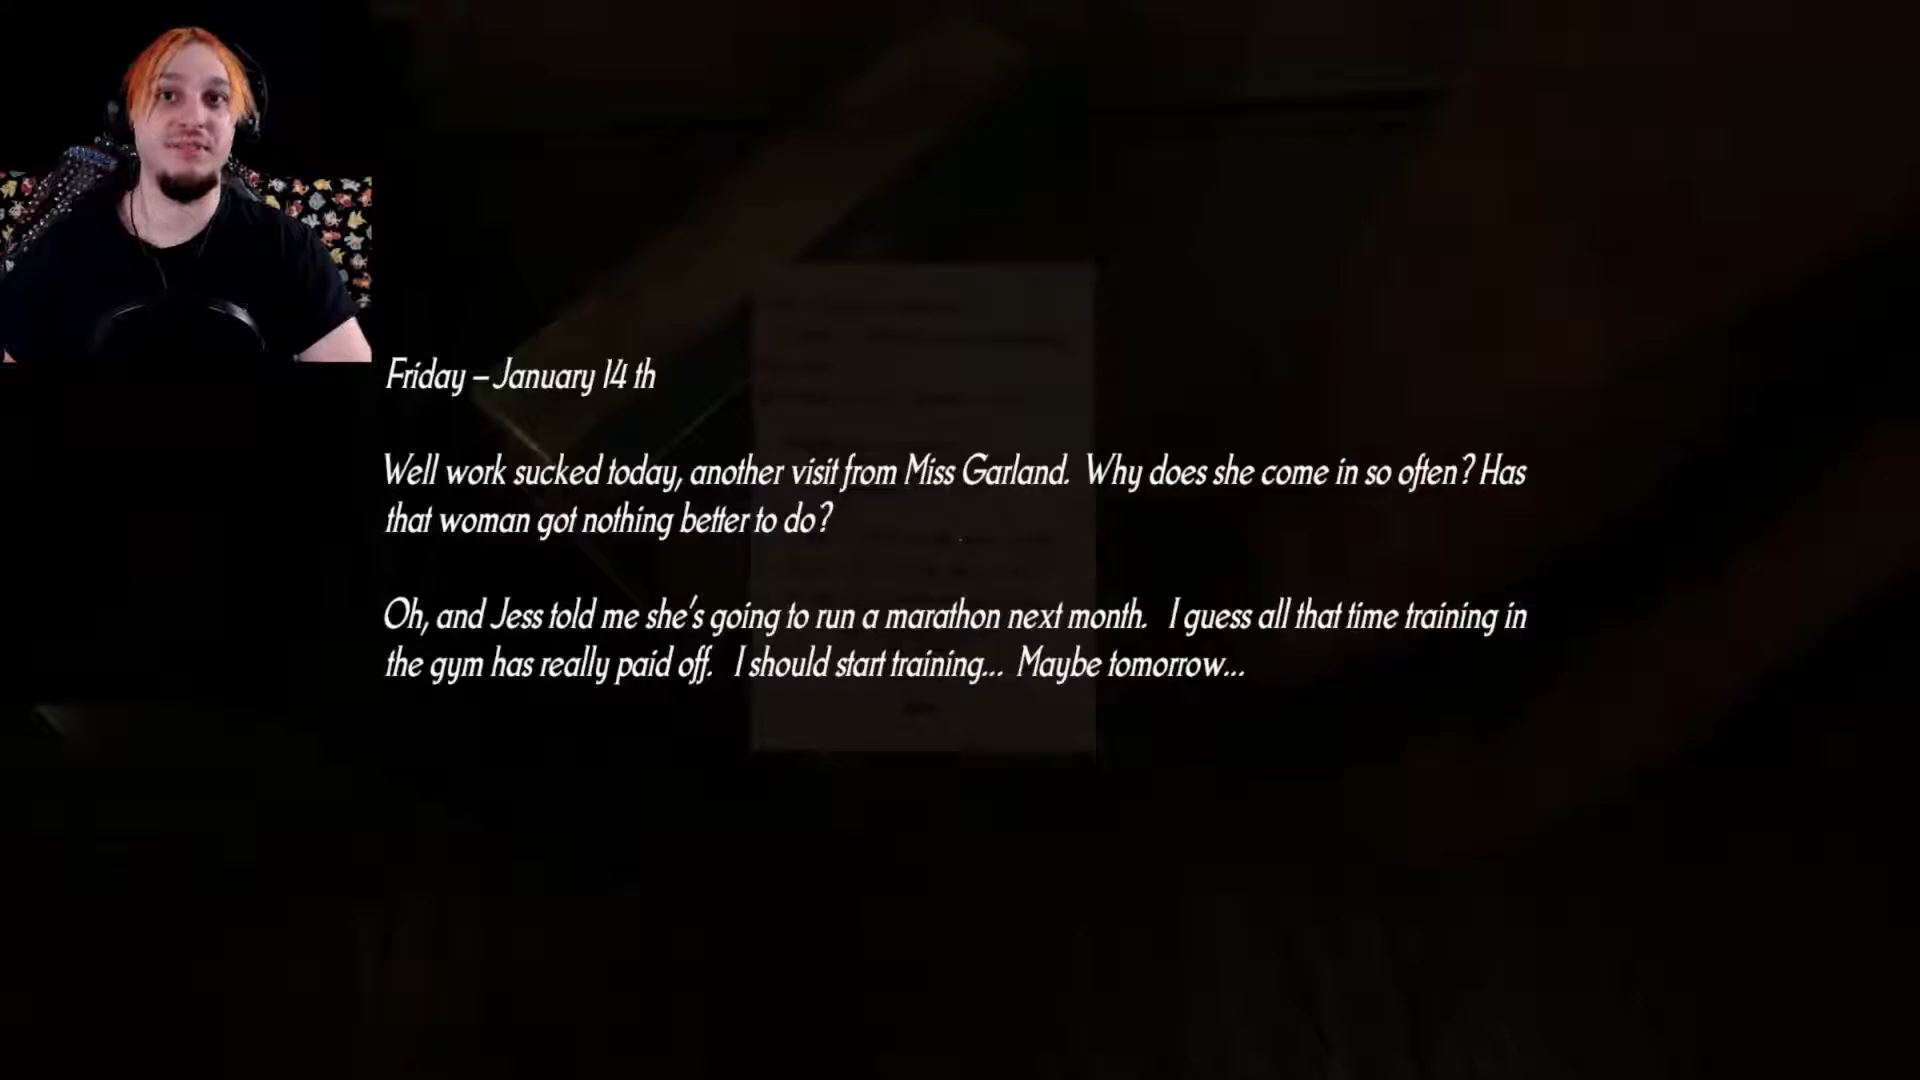 Friday – January 14 th
Well work sucked today, another visit from Miss Garland. Why does she come in so often? Has
that woman got nothing better to do?
Oh, and Jess told me she's going to run a marathon next month. I guess all that time training in
the gym has really paid off. I should start training... Maybe tomorrow...